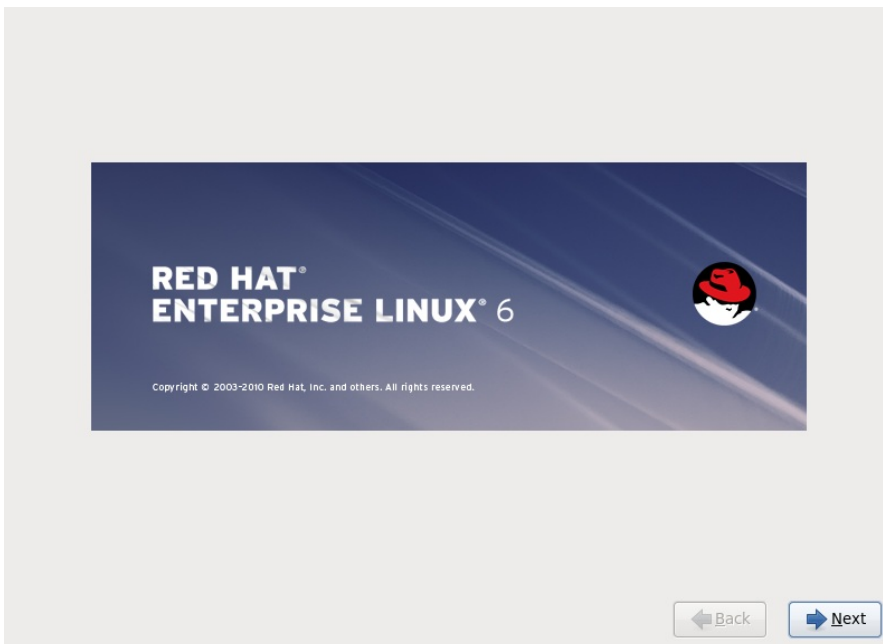 RED HAT®
ENTERPRISE LINUX® 6
Copyright © 2003-2010 Red Hat, Inc. and others. All rights reserved.
Back
Next